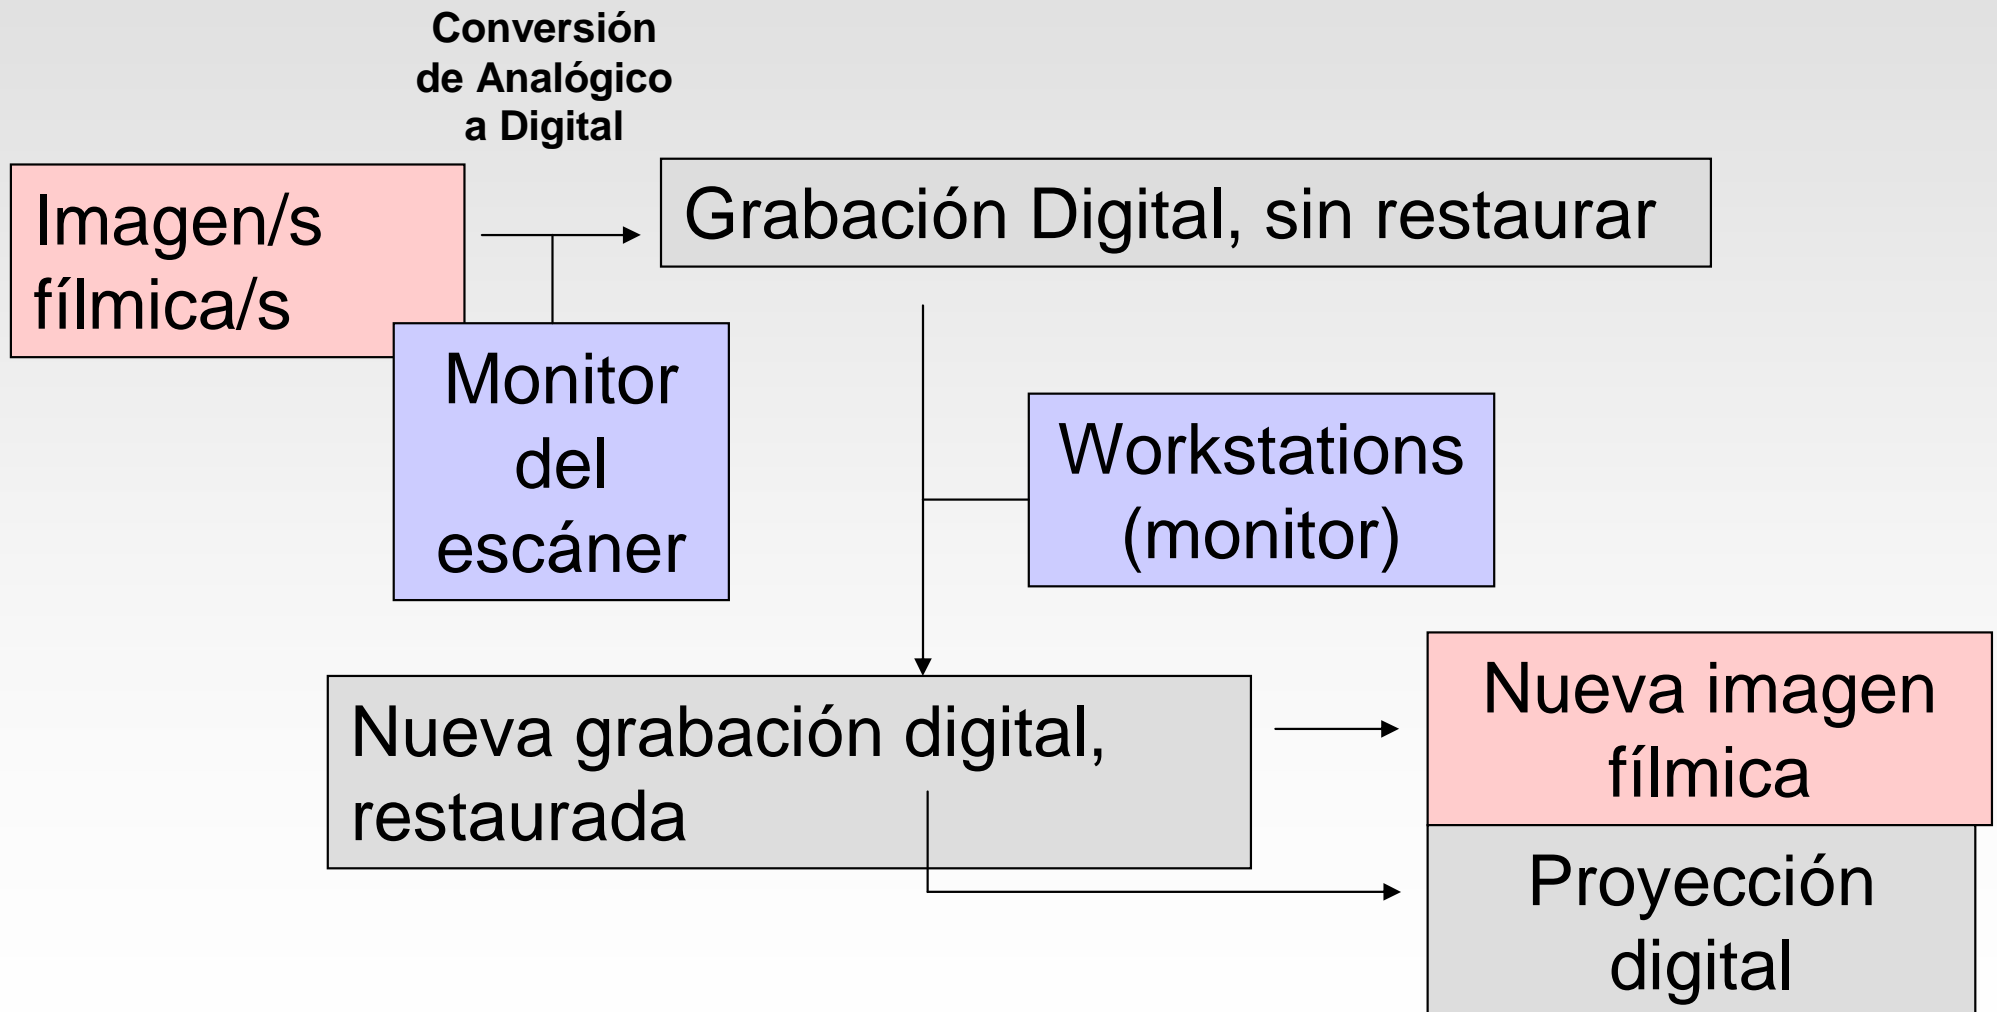 Conversión
de Analógico
a Digital
Imagen/s
fílmica/s
Grabación Digital, sin restaurar
Monitor
del
escáner
Workstations
(monitor)
Nueva grabación digital,
restaurada
Nueva imagen
fílmica
Proyección
digital